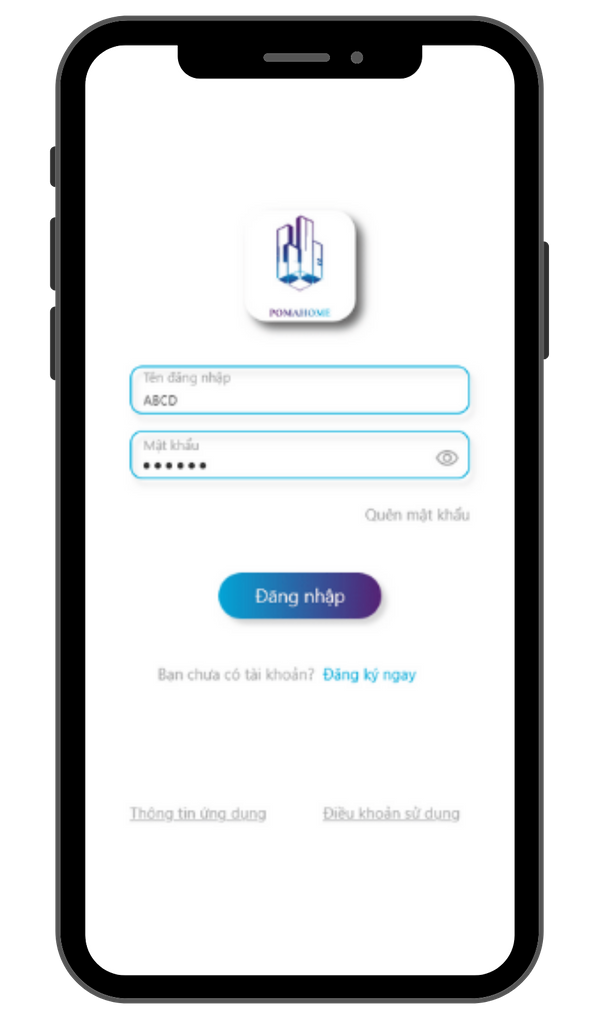 POMAHOME
Tên đăng nhập
ABCD
Mật khẩu
••••••
Quên mật khẩu
Đăng nhập
Bạn chưa có tài khoản? Đăng ký ngay
Thông tin ứng dụng
Điều khoản sử dụng